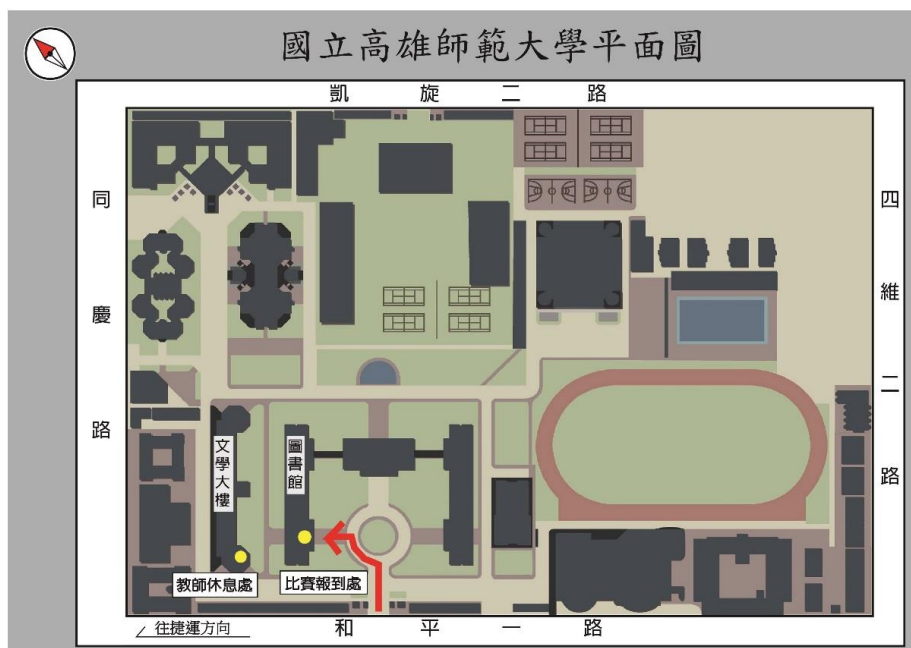 國立高雄師範大學平面圖
凱旋二路
同慶路
四維二路
文學大樓
圖書館
教師休息處
比賽報到處
往捷運方向
和平一路